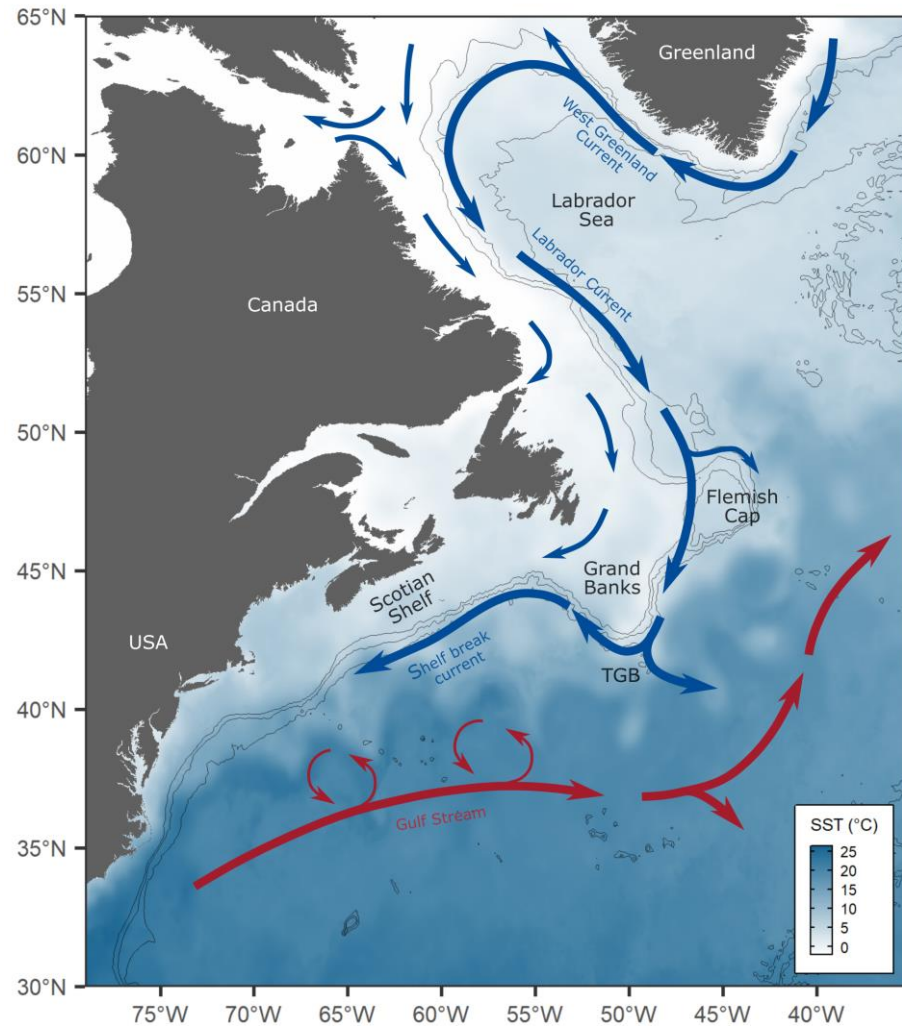 65°N
60°N
55°N
50°N
45°N
40°N
35°N
30°N
Greenland
West Greenland
Current
Labrador
Sea
Labrador Current
Canada
Flemish
Cap
Grand
Banks
Scotian
Shelf
USA
Shelf break
current
TGB
Gulf Stream
SST (°C)
25
20
15
10
5
0
75°W
70°W
65°W
60°W
55°W
50°W
45°W
40°W